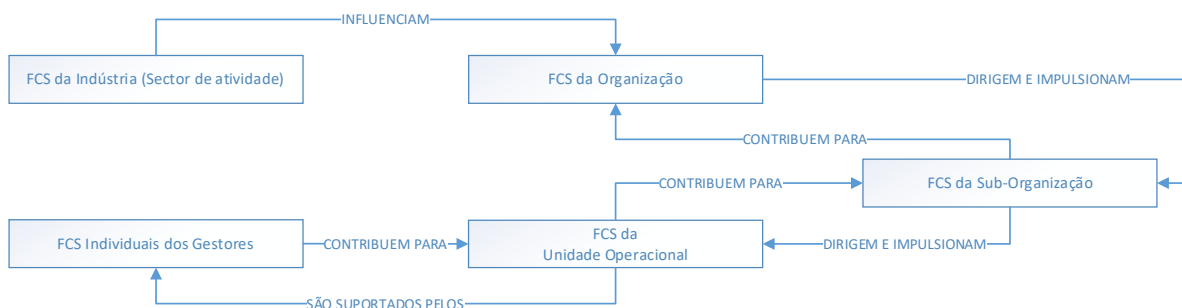 INFLUENCIAM
FCS da Indústria (Sector de atividade)
FCS da Organização
DIRIGEM E IMPULSIONAM
CONTRIBUEM PARA
CONTRIBUEM PARA
FCS da Sub-Organização
FCS Individuais dos Gestores
CONTRIBUEM PARA
FCS da
Unidade Operacional
DIRIGEM E IMPULSIONAM
SÃO SUPORTADOS PELOS